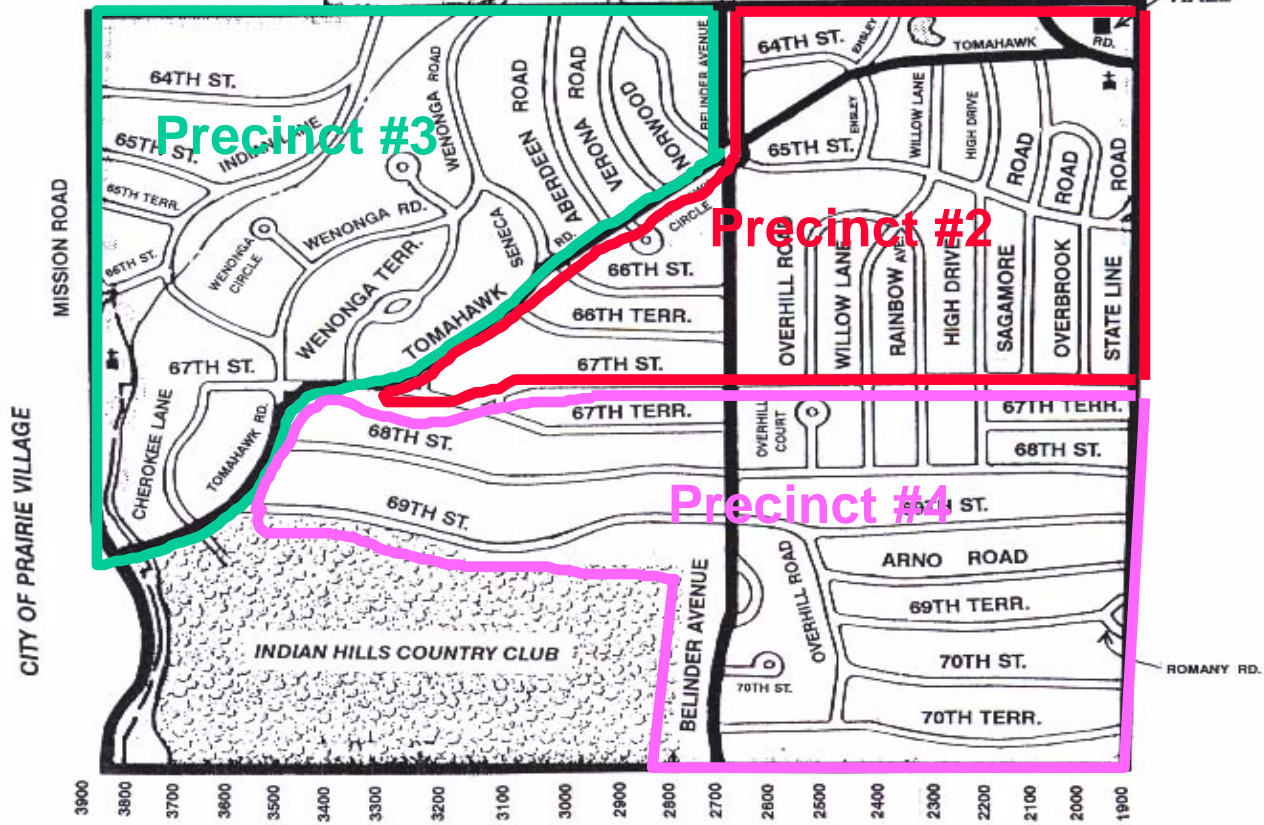 HALL
64TH ST.
65TH ST.
INDIAN LANE
65TH TERR.
66TH ST.
Precinct #3
WENONGA ROAD
WENONGA ROAD
ABERDEEN ROAD
VERONA ROAD
NORWOOD
BELINDER AVENUE
WENONGA CIRCLE
WENONGA RD.
WENONGA TERR.
SENECA RD.
TOMAHAWK
CIRCLE
67TH ST.
CHEROKEE LANE
TOMAHAWK RD.
MISSION ROAD
CITY OF PRAIRIE VILLAGE
64TH ST.
ENSLEY
TOMAHAWK RD.
ENSLEY
65TH ST.
WILLOW LANE
HIGH DRIVE
ROAD
ROAD
ROAD
Precinct #2
OVERHILL ROAD
WILLOW LANE
RAINBOW AVE
HIGH DRIVE
SAGAMORE
OVERBROOK
STATE LINE
66TH ST.
66TH TERR.
67TH ST.
67TH TERR.
68TH ST.
69TH ST.
OVERHILL COURT
67TH TERR.
68TH ST.
Precinct #4
69TH ST.
ARNO ROAD
OVERHILL ROAD
69TH TERR.
70TH ST.
70TH ST.
70TH TERR.
ROMANY RD.
BELINDER AVENUE
INDIAN HILLS COUNTRY CLUB
3900 3800 3700 3600 3500 3400 3300 3200 3100 3000 2900 2800 2700 2600 2500 2400 2300 2200 2100 2000 1900